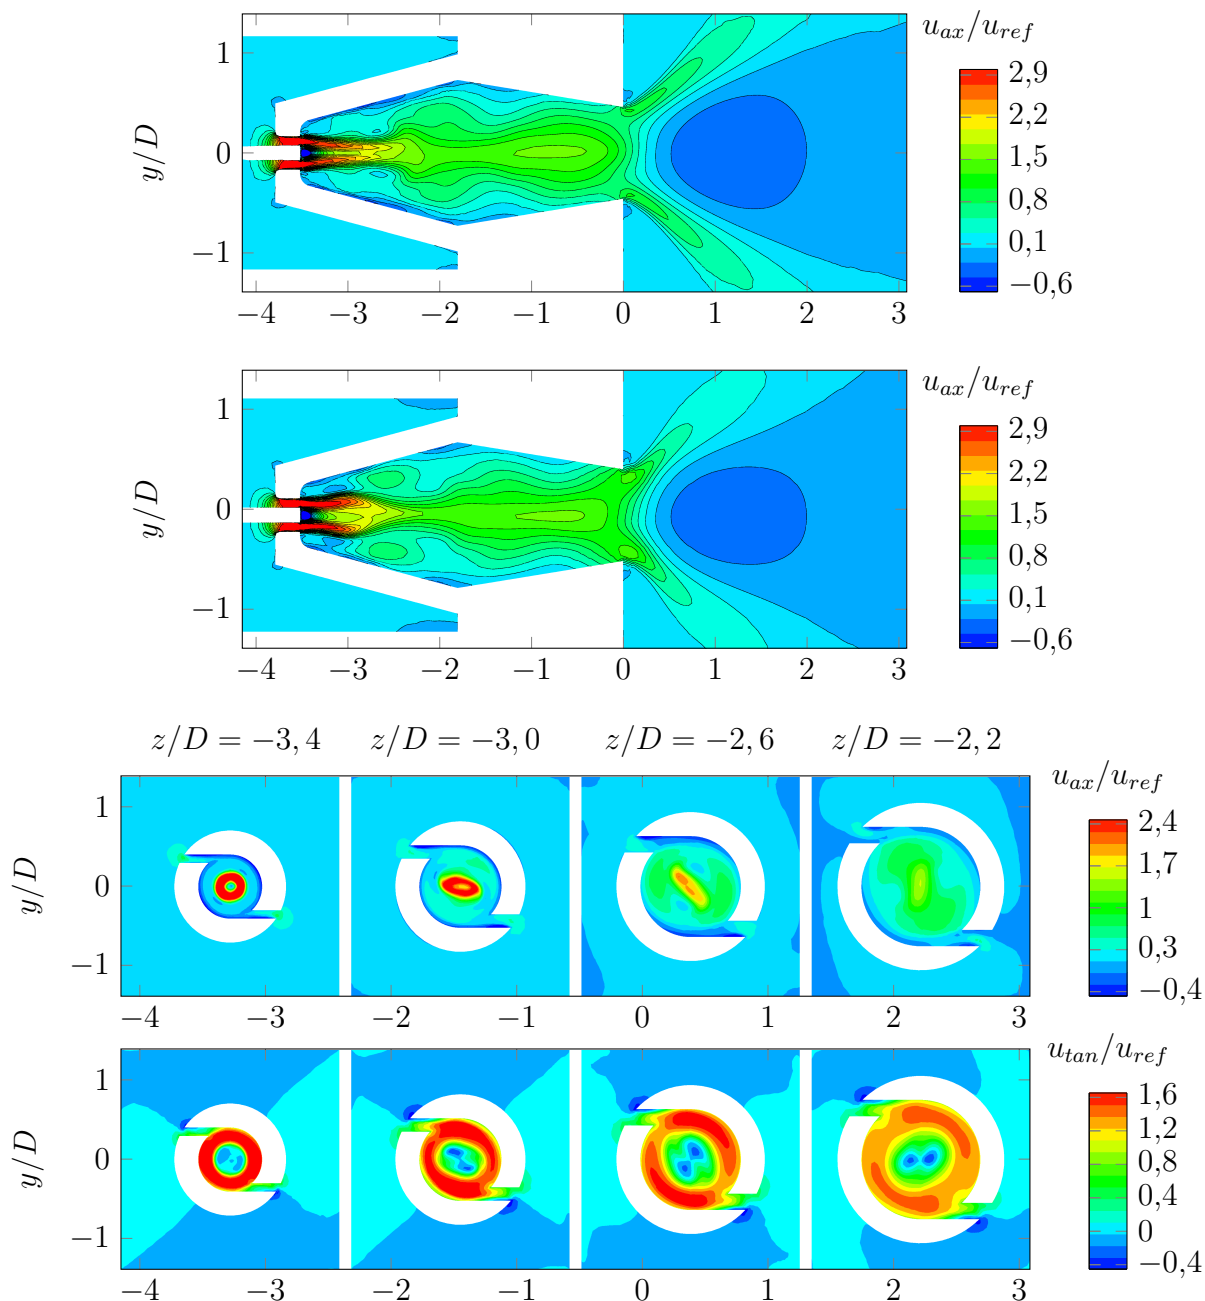 u_ax/u_ref
y/D
1
0
−1
−4 −3 −2 −1 0 1 2 3
2,9
2,2
1,5
0,8
0,1
−0,6
u_ax/u_ref
y/D
1
0
−1
−4 −3 −2 −1 0 1 2 3
2,9
2,2
1,5
0,8
0,1
−0,6
z/D = −3,4 z/D = −3,0 z/D = −2,6 z/D = −2,2
u_ax/u_ref
y/D
1
0
−1
−4 −3 −2 −1 0 1 2 3
2,4
1,7
1
0,3
−0,4
u_tan/u_ref
y/D
1
0
−1
−4 −3 −2 −1 0 1 2 3
1,6
1,2
0,8
0,4
0
−0,4